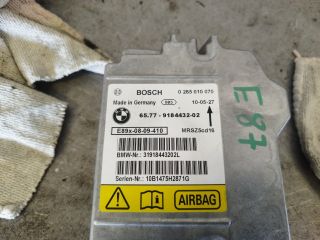 BOSCH
0 285 010 070
Made in Germany
10-05-27
65.77 - 9184432-02
E89x-08-09-410
MRSZ5cd16
BMW-Nr.: 31918443202L
Serien-Nr.: 10B1475H2871G
AIRBAG
E87